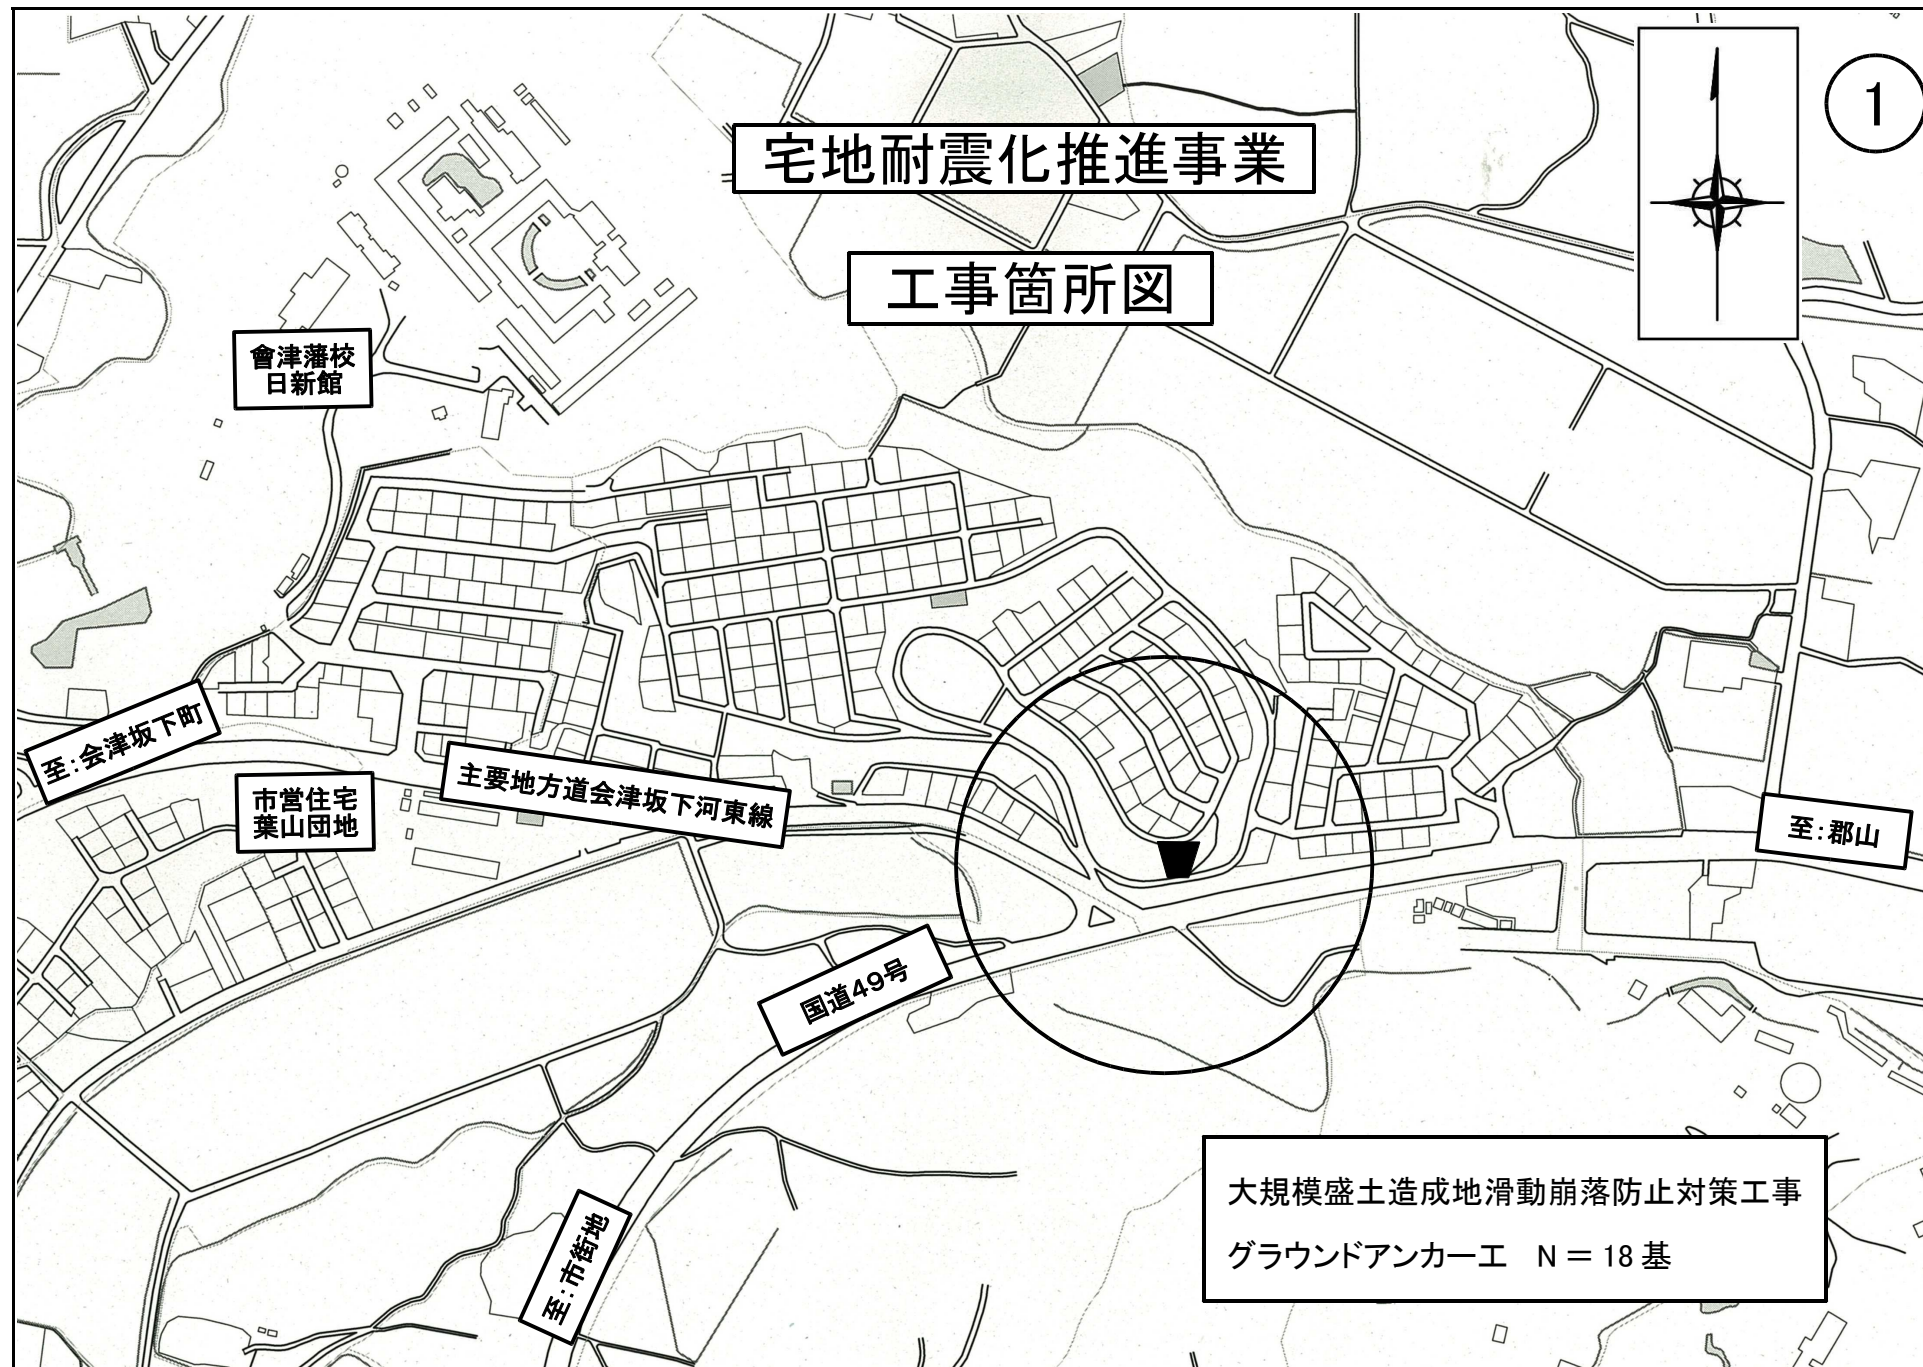 1
宅地耐震化推進事業
工事箇所図
會津藩校
日新館
至:会津坂下町
市営住宅
葉山団地
主要地方道会津坂下河東線
至:郡山
国道49号
至:市街地
大規模盛土造成地滑動崩落防止対策工事
グラウンドアンカー工 N = 18 基